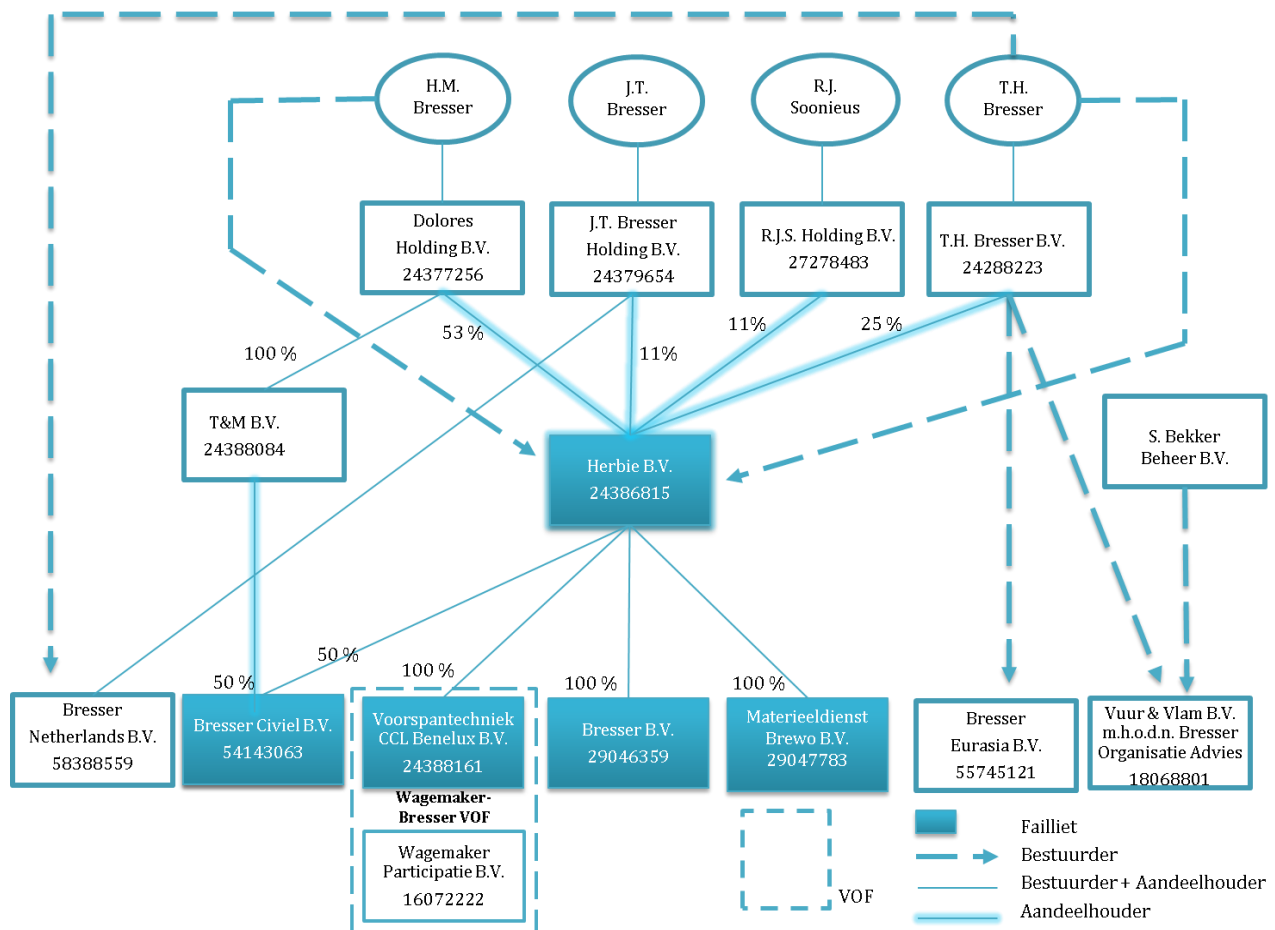 H.M.
Bresser
J.T.
Bresser
R.J.
Soonieus
T.H.
Bresser
Dolores
Holding B.V.
24377256
J.T. Bresser
Holding B.V.
24379654
R.J.S. Holding B.V.
27278483
T.H. Bresser B.V.
24288223
53 %
11%
11%
25 %
100 %
T&M B.V.
24388084
Herbie B.V.
24386815
S. Bekker
Beheer B.V.
50 %
50 %
100 %
100 %
100 %
Bresser
Netherlands B.V.
58388559
Bresser Civiel B.V.
54143063
Voorspantechniek
CCL Benelux B.V.
24388161
Bresser B.V.
29046359
Materieeldienst
Brewo B.V.
29047783
Bresser
Eurasia B.V.
55745121
Vuur & Vlam B.V.
m.h.o.d.n. Bresser
Organisatie Advies
18068801
Wagemaker-
Bresser VOF
Wagemaker
Participatie B.V.
16072222
VOF
Failliet
Bestuurder
Bestuurder + Aandeelhouder
Aandeelhouder